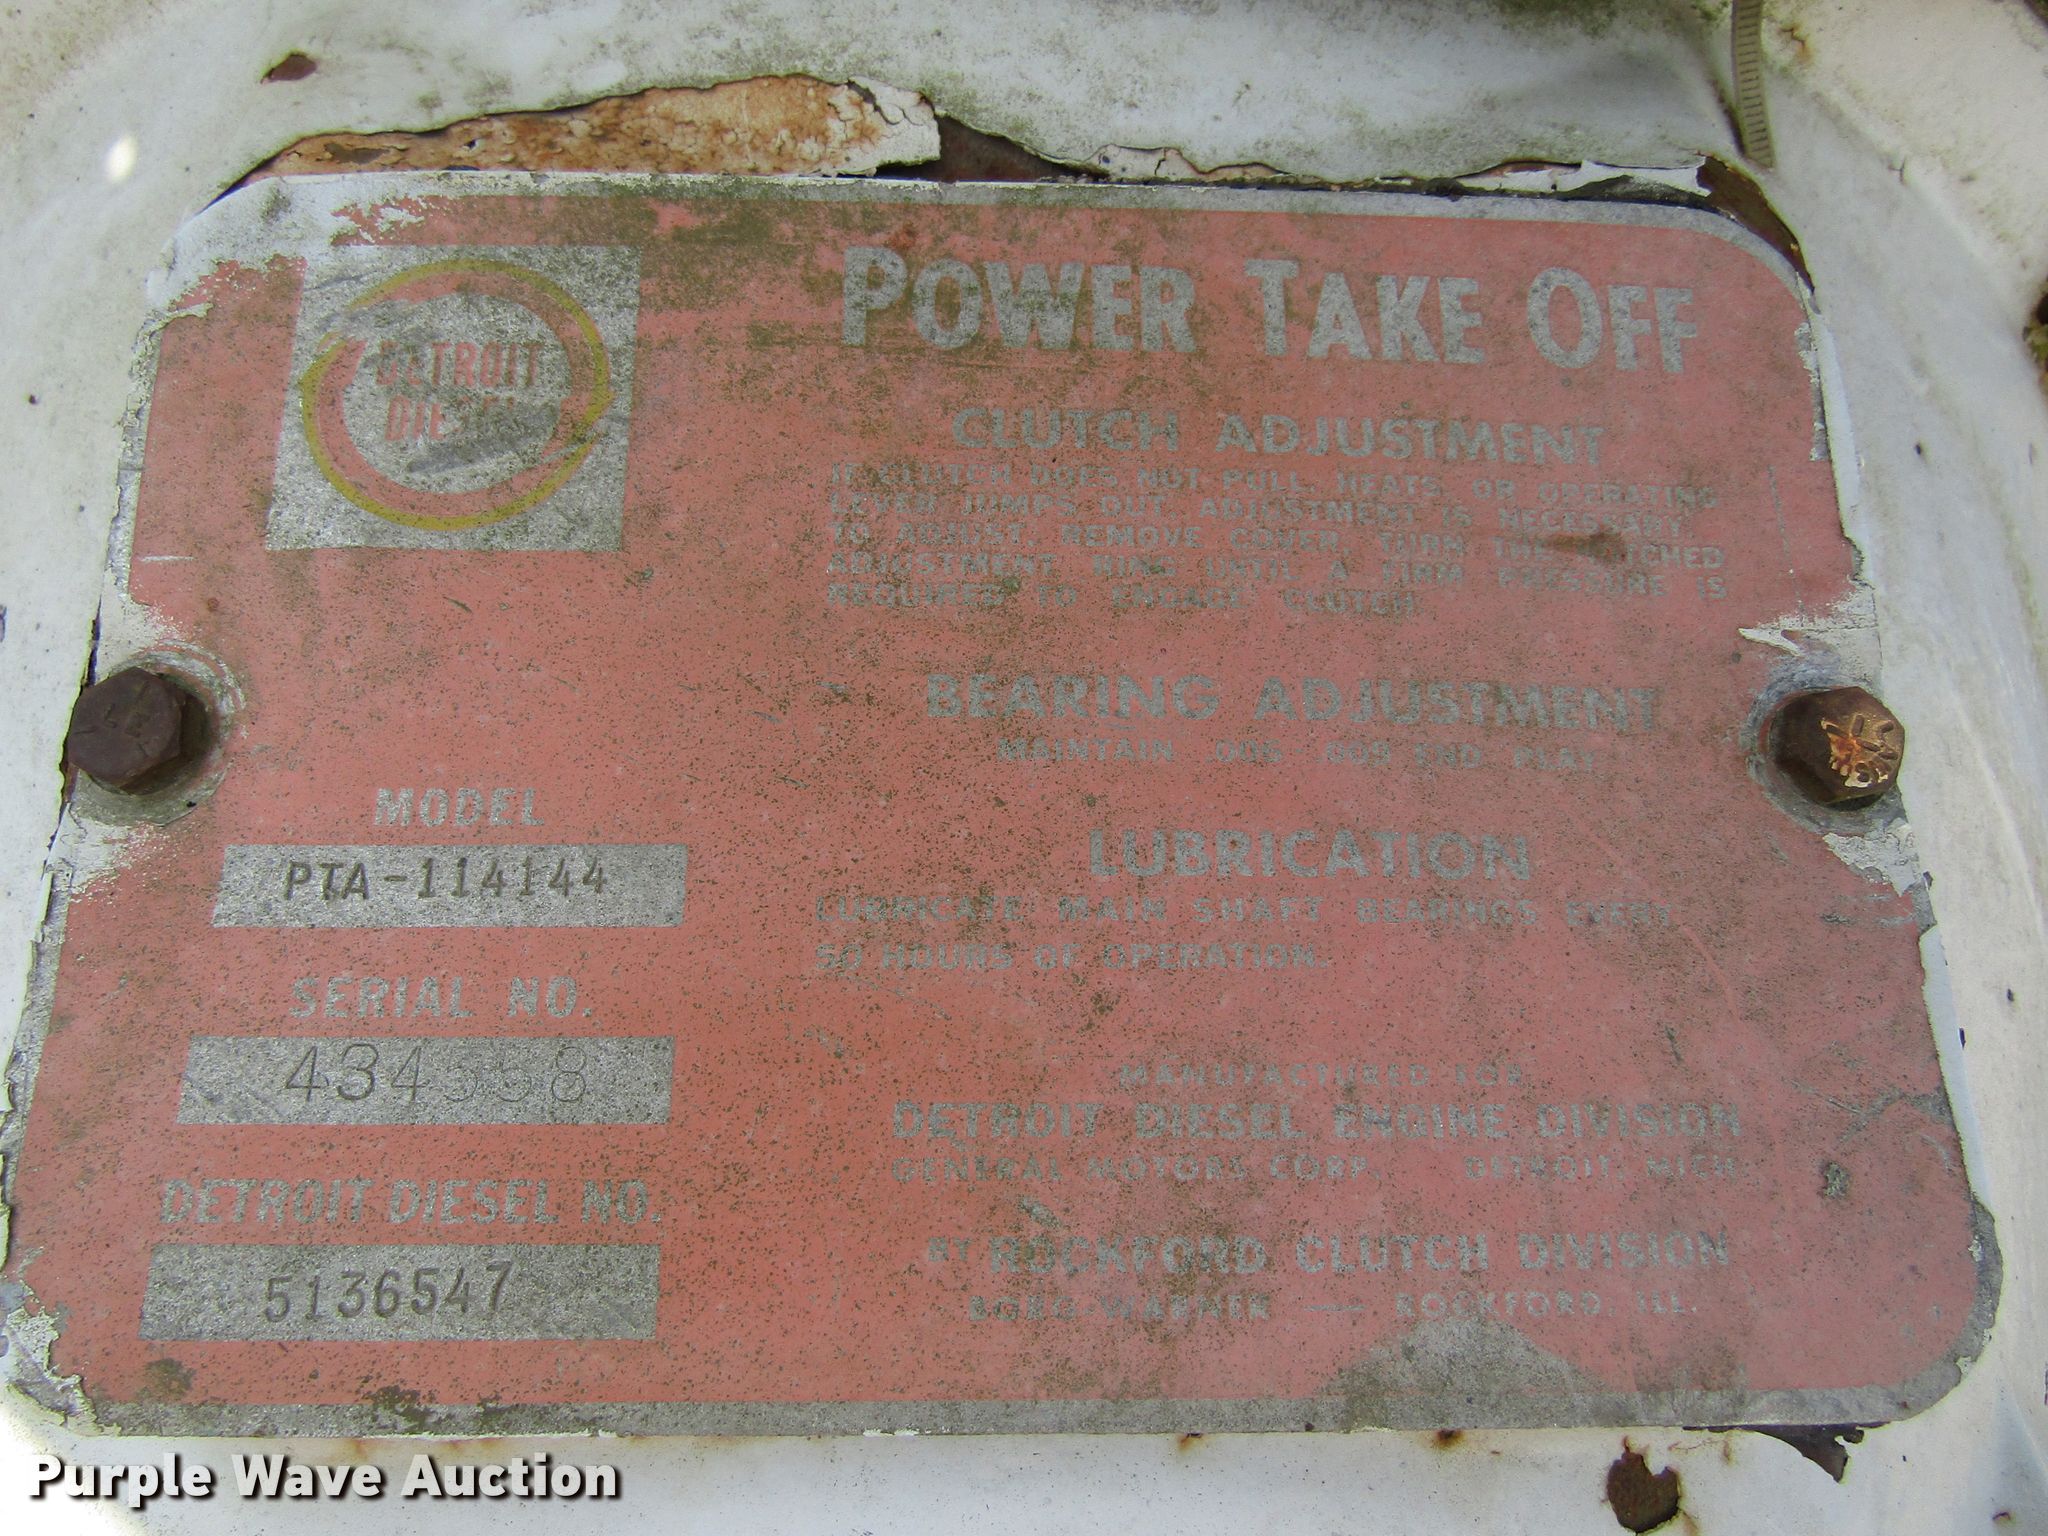 DETROIT
DIESEL
POWER TAKE OFF
CLUTCH ADJUSTMENT
IF CLUTCH DOES NOT PULL, HEATS, OR OPERATING
LEVER JUMPS OUT, ADJUSTMENT IS NECESSARY.
TO ADJUST, REMOVE COVER, TURN THE NOTCHED
ADJUSTMENT RING UNTIL A FIRM PRESSURE IS
REQUIRED TO ENGAGE CLUTCH
BEARING ADJUSTMENT
MAINTAIN .006-.009 END PLAY
LUBRICATION
LUBRICATE MAIN SHAFT BEARINGS EVERY
50 HOURS OF OPERATION.
MODEL
PTA-114144
SERIAL NO.
434558
DETROIT DIESEL NO.
5136547
MANUFACTURED FOR
DETROIT DIESEL ENGINE DIVISION
GENERAL MOTORS CORP. DETROIT, MICH.
BY ROCKFORD CLUTCH DIVISION
BORG-WARNER — ROCKFORD, ILL.
Purple Wave Auction